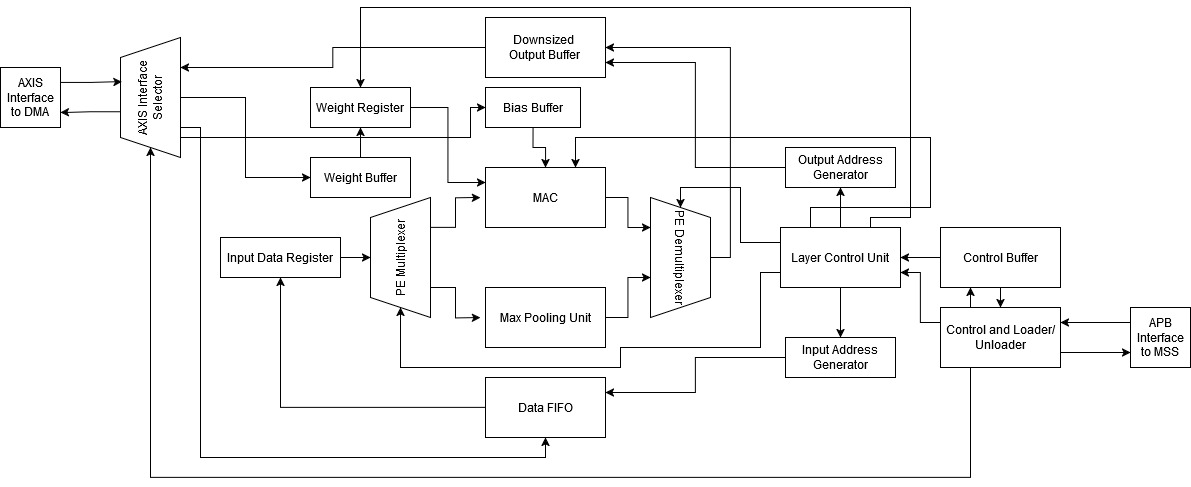 Downsized
Output Buffer
AXIS
Interface
to DMA
AXIS Interface
Selector
Weight Register
Bias Buffer
Weight Buffer
MAC
Output Address
Generator
PE Multiplexer
PE Demultiplexer
Input Data Register
Layer Control Unit
Control Buffer
Max Pooling Unit
Control and Loader/
Unloader
APB
Interface
to MSS
Input Address
Generator
Data FIFO